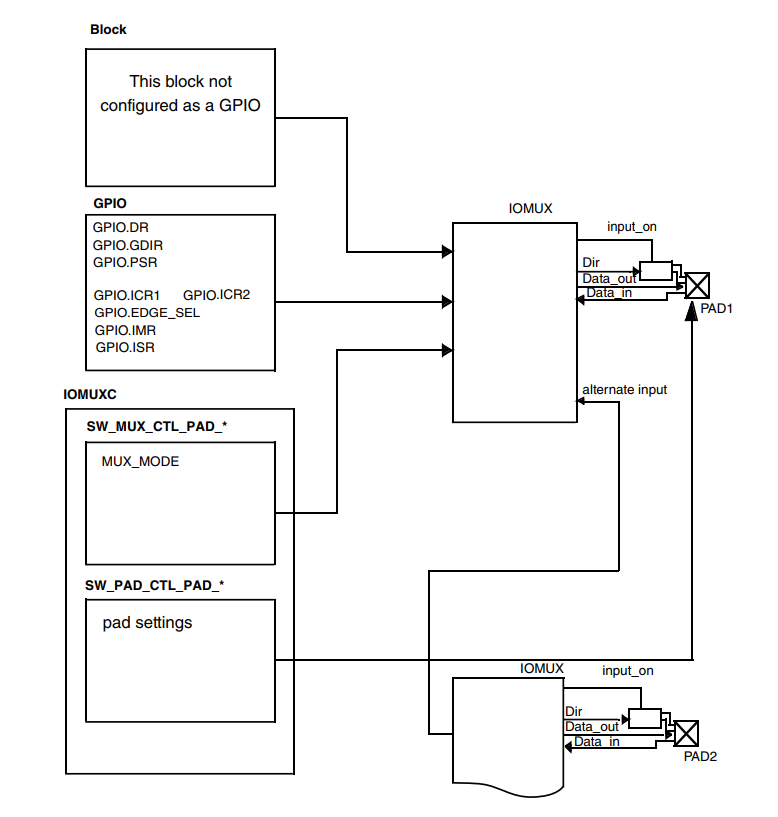 Block
This block not
configured as a GPIO
GPIO
GPIO.DR
GPIO.GDIR
GPIO.PSR
GPIO.ICR1 GPIO.ICR2
GPIO.EDGE_SEL
GPIO.IMR
GPIO.ISR
IOMUXC
SW_MUX_CTL_PAD_*
MUX_MODE
SW_PAD_CTL_PAD_*
pad settings
IOMUX
input_on
Dir
Data_out
Data_in
PAD1
alternate input
IOMUX
input_on
Dir
Data_out
Data_in
PAD2